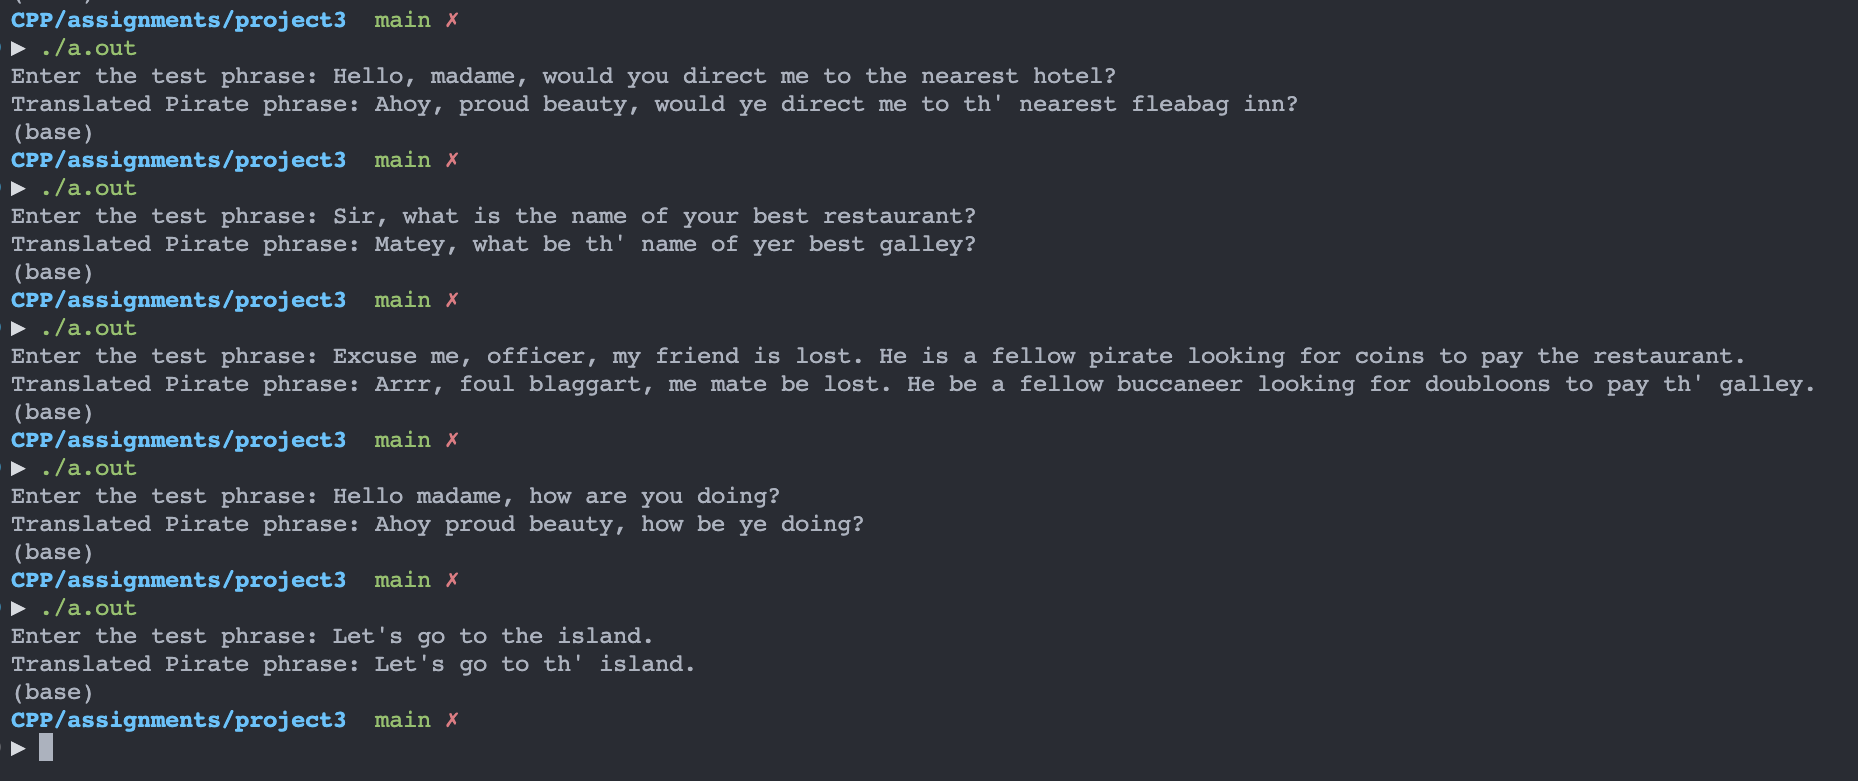 CPP/assignments/project3 main ✗
▶ ./a.out
Enter the test phrase: Hello, madame, would you direct me to the nearest hotel?
Translated Pirate phrase: Ahoy, proud beauty, would ye direct me to th' nearest fleabag inn?
(base)
CPP/assignments/project3 main ✗
▶ ./a.out
Enter the test phrase: Sir, what is the name of your best restaurant?
Translated Pirate phrase: Matey, what be th' name of yer best galley?
(base)
CPP/assignments/project3 main ✗
▶ ./a.out
Enter the test phrase: Excuse me, officer, my friend is lost. He is a fellow pirate looking for coins to pay the restaurant.
Translated Pirate phrase: Arrr, foul blaggart, me mate be lost. He be a fellow buccaneer looking for doubloons to pay th' galley.
(base)
CPP/assignments/project3 main ✗
▶ ./a.out
Enter the test phrase: Hello madame, how are you doing?
Translated Pirate phrase: Ahoy proud beauty, how be ye doing?
(base)
CPP/assignments/project3 main ✗
▶ ./a.out
Enter the test phrase: Let's go to the island.
Translated Pirate phrase: Let's go to th' island.
(base)
CPP/assignments/project3 main ✗
▶